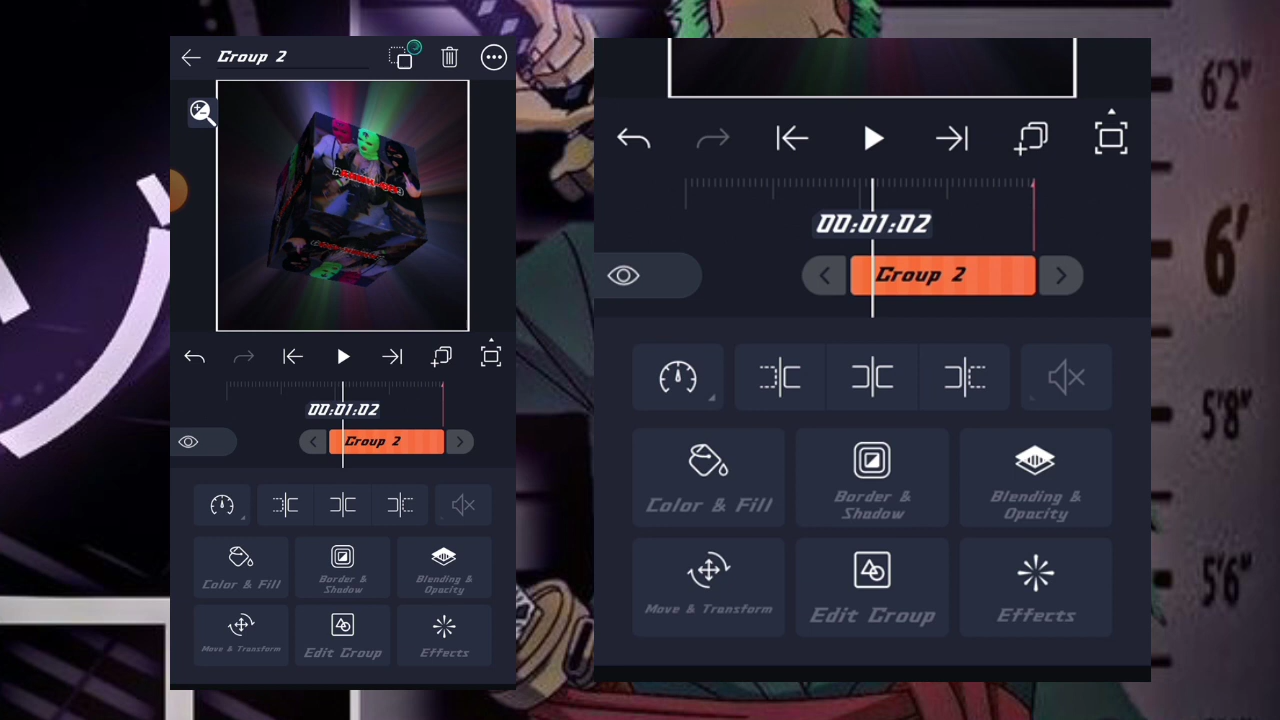 Group 2
00:01:02
Group 2
Color & Fill
Border &
Shadow
Blending &
Opacity
Move & Transform
Edit Group
Effects
00:01:02
Group 2
Color & Fill
Border &
Shadow
Blending &
Opacity
Move & Transform
Edit Group
Effects
6'2"
6'
5'8"
5'6"